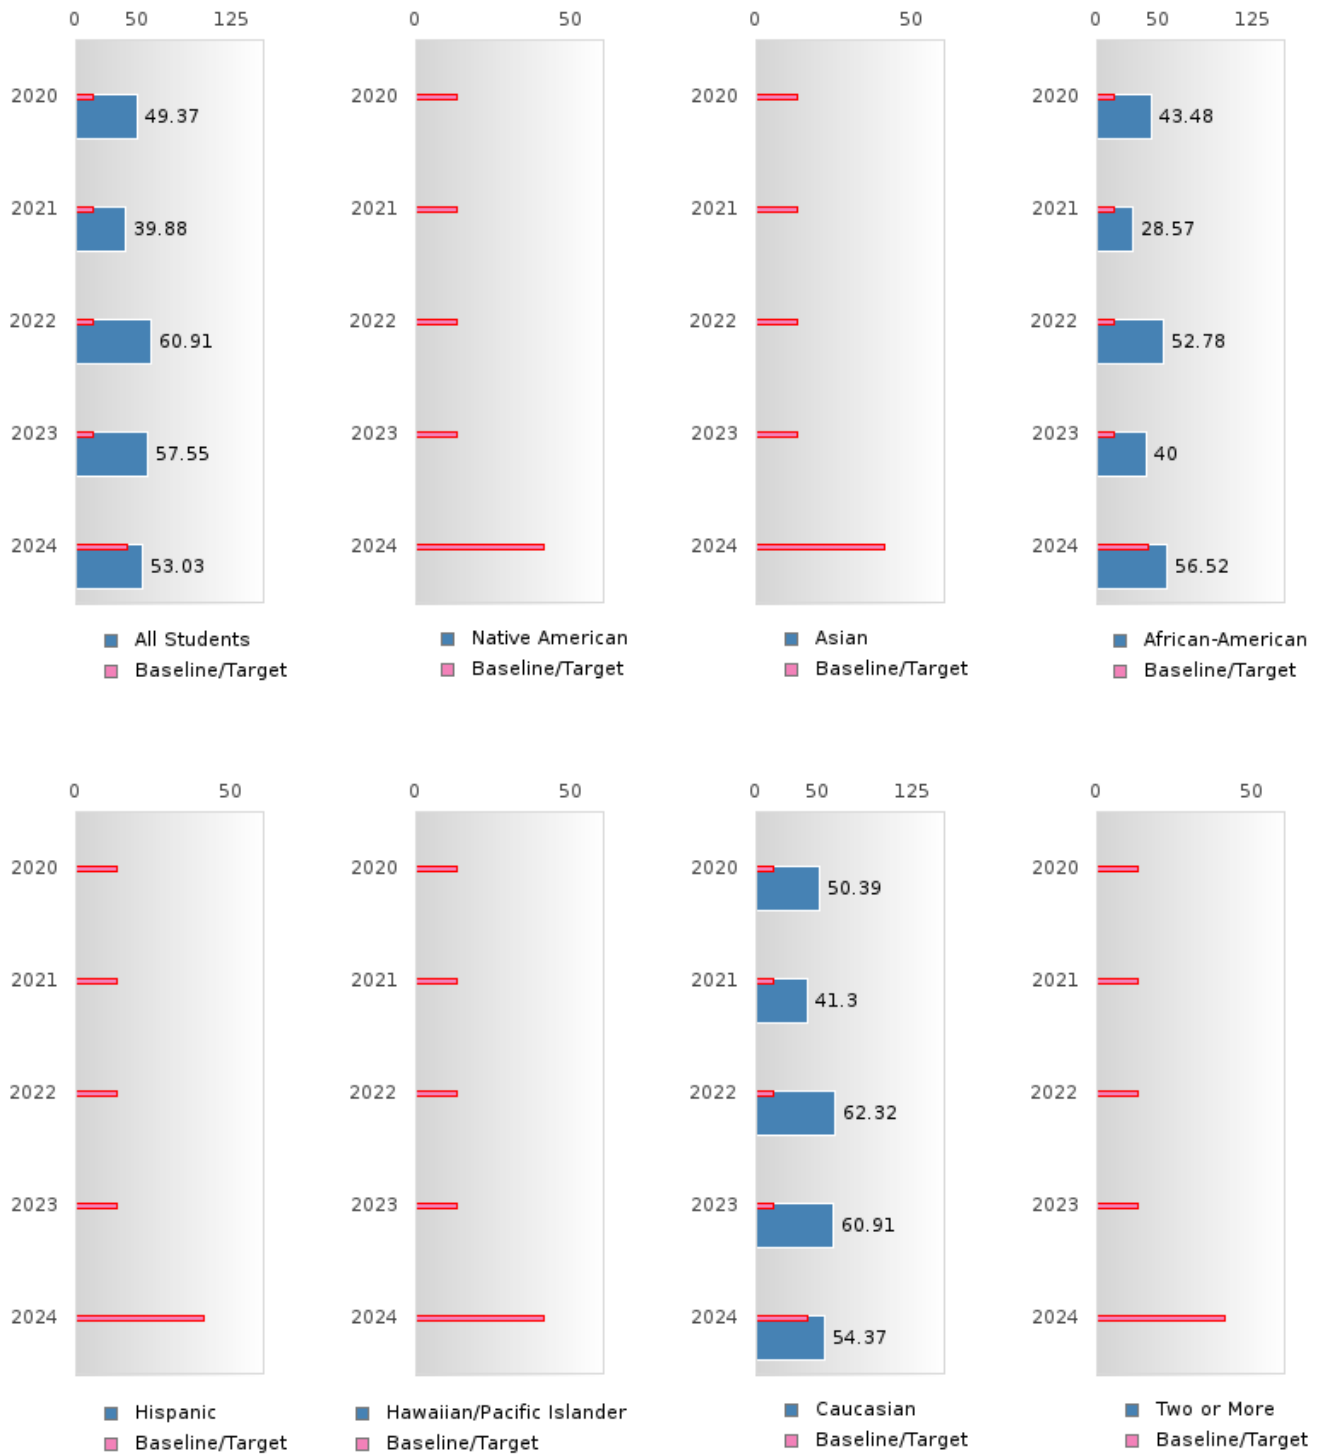 0 50 125
2020 49.37
2021 39.88
2022 60.91
2023 57.55
2024 53.03
All Students
Baseline/Target
0 50
2020
2021
2022
2023
2024
Native American
Baseline/Target
0 50
2020
2021
2022
2023
2024
Asian
Baseline/Target
0 50 125
2020 43.48
2021 28.57
2022 52.78
2023 40
2024 56.52
African-American
Baseline/Target
0 50
2020
2021
2022
2023
2024
Hispanic
Baseline/Target
0 50
2020
2021
2022
2023
2024
Hawaiian/Pacific Islander
Baseline/Target
0 50 125
2020 50.39
2021 41.3
2022 62.32
2023 60.91
2024 54.37
Caucasian
Baseline/Target
0 50
2020
2021
2022
2023
2024
Two or More
Baseline/Target